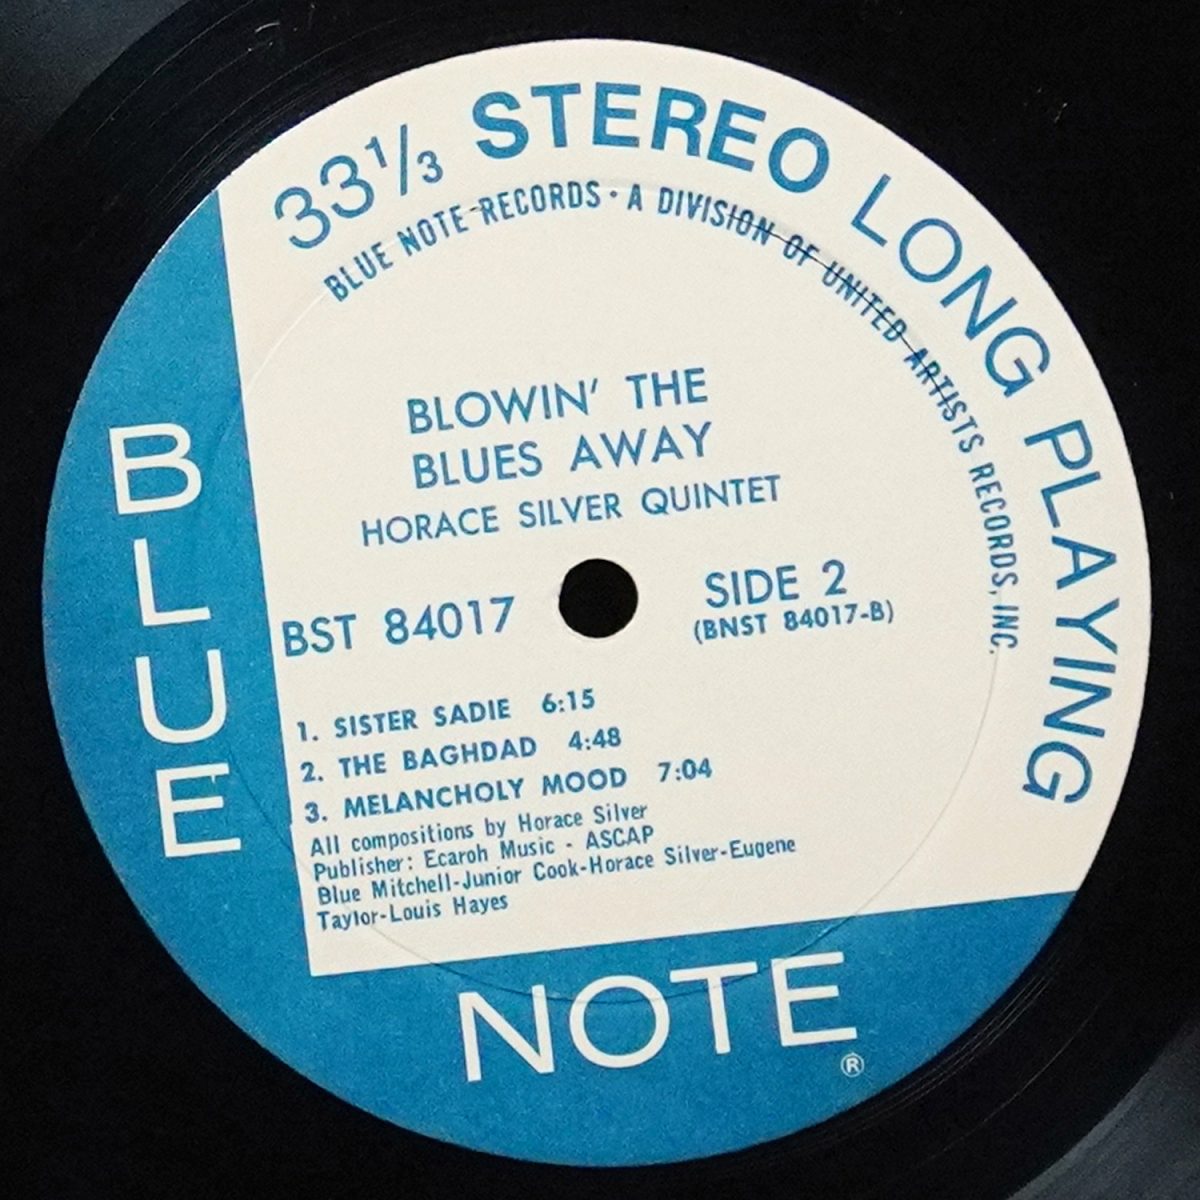 33 1/3 STEREO LONG PLAYING
BLUE NOTE RECORDS · A DIVISION OF UNITED ARTISTS RECORDS, INC.
BLOWIN' THE
BLUES AWAY
HORACE SILVER QUINTET
BST 84017
SIDE 2
(BNST 84017-B)
1. SISTER SADIE 6:15
2. THE BAGHDAD 4:48
3. MELANCHOLY MOOD 7:04
All compositions by Horace Silver
Publisher: Ecaroh Music - ASCAP
Blue Mitchell-Junior Cook-Horace Silver-Eugene
Taylor-Louis Hayes
BLUE
NOTE
®